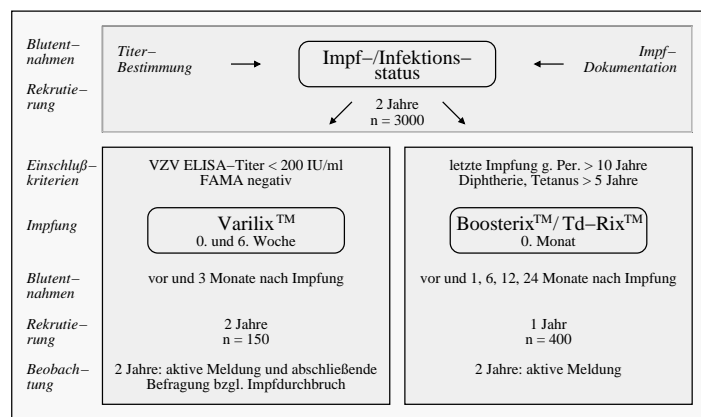 Blutent–
nahmen
Rekrutie–
rung
Titer–
Bestimmung
Impf–/Infektions–
status
Impf–
Dokumentation
2 Jahre
n = 3000
Einschluß–
kriterien
VZV ELISA–Titer < 200 IU/ml
FAMA negativ
letzte Impfung g. Per. > 10 Jahre
Diphtherie, Tetanus > 5 Jahre
Impfung
Varilix™
0. und 6. Woche
Boosterix™/ Td–Rix™
0. Monat
Blutent–
nahmen
vor und 3 Monate nach Impfung
vor und 1, 6, 12, 24 Monate nach Impfung
Rekrutie–
rung
2 Jahre
n = 150
1 Jahr
n = 400
Beobach–
tung
2 Jahre: aktive Meldung und abschließende
Befragung bzgl. Impfdurchbruch
2 Jahre: aktive Meldung